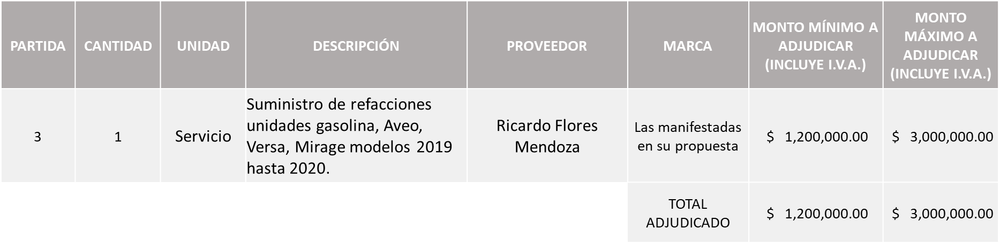 PARTIDA
CANTIDAD
UNIDAD
DESCRIPCIÓN
PROVEEDOR
MARCA
MONTO MÍNIMO A
ADJUDICAR
(INCLUYE I.V.A.)
MONTO
MÁXIMO A
ADJUDICAR
(INCLUYE I.V.A.)
3
1
Servicio
Suministro de refacciones
unidades gasolina, Aveo,
Versa, Mirage modelos 2019
hasta 2020.
Ricardo Flores
Mendoza
Las manifestadas
en su propuesta
$ 1,200,000.00
$ 3,000,000.00
TOTAL
ADJUDICADO
$ 1,200,000.00
$ 3,000,000.00